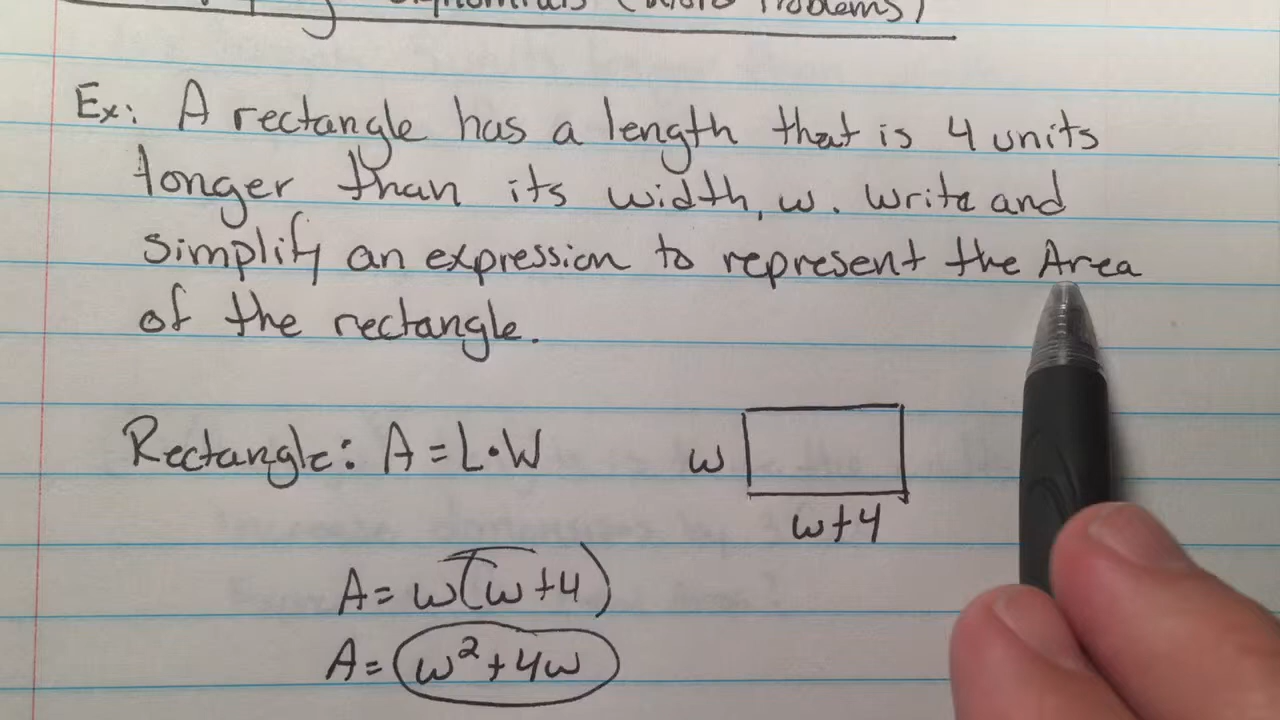 Problems)
Ex: A rectangle has a length that is 4 units
longer than its width, w. Write and
simplify an expression to represent the Area
of the rectangle.
Rectangle: A = L · W
w
w+4
A = w(w+4)
A = w²+4w